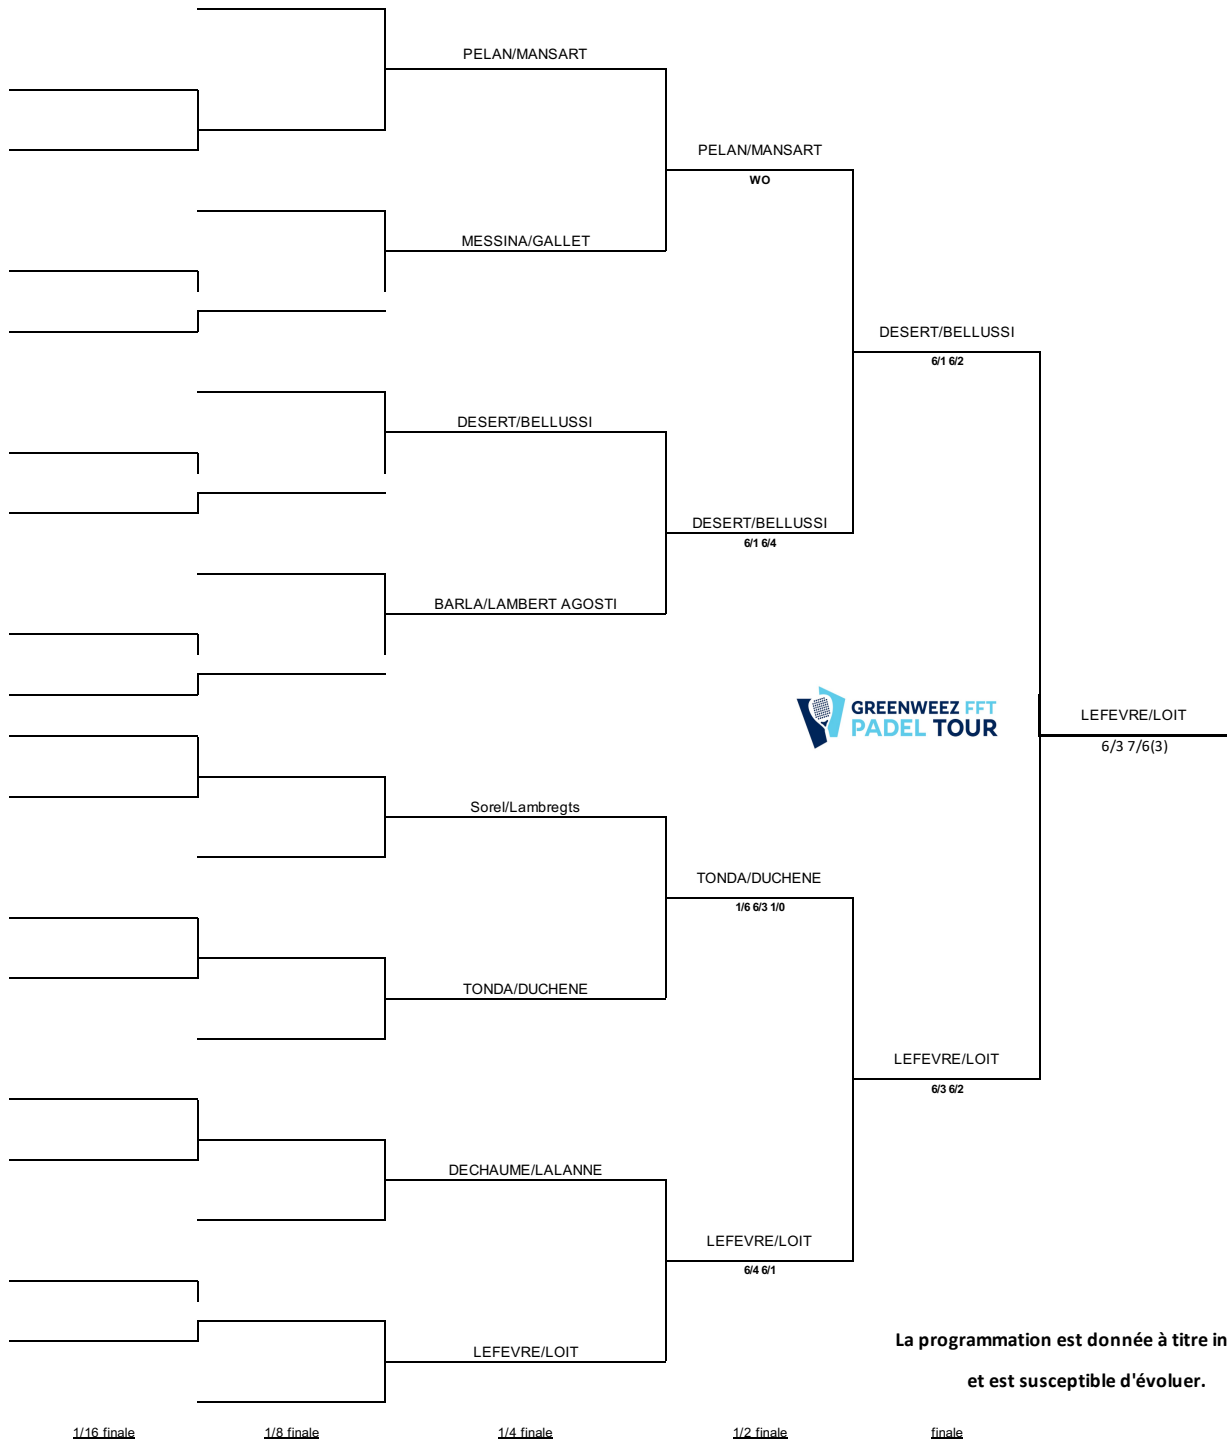 PELAN/MANSART
PELAN/MANSART
WO
MESSINA/GALLET
DESERT/BELLUSSI
6/1 6/2
DESERT/BELLUSSI
DESERT/BELLUSSI
6/1 6/4
BARLA/LAMBERT AGOSTI
GREENWEEZ FFT
PADEL TOUR
LEFEVRE/LOIT
6/3 7/6(3)
Sorel/Lambregts
TONDA/DUCHENE
1/6 6/3 1/0
TONDA/DUCHENE
LEFEVRE/LOIT
6/3 6/2
DECHAUME/LALANNE
LEFEVRE/LOIT
6/4 6/1
LEFEVRE/LOIT
La programmation est donnée à titre in
et est susceptible d'évoluer.
1/16 finale 1/8 finale 1/4 finale 1/2 finale finale